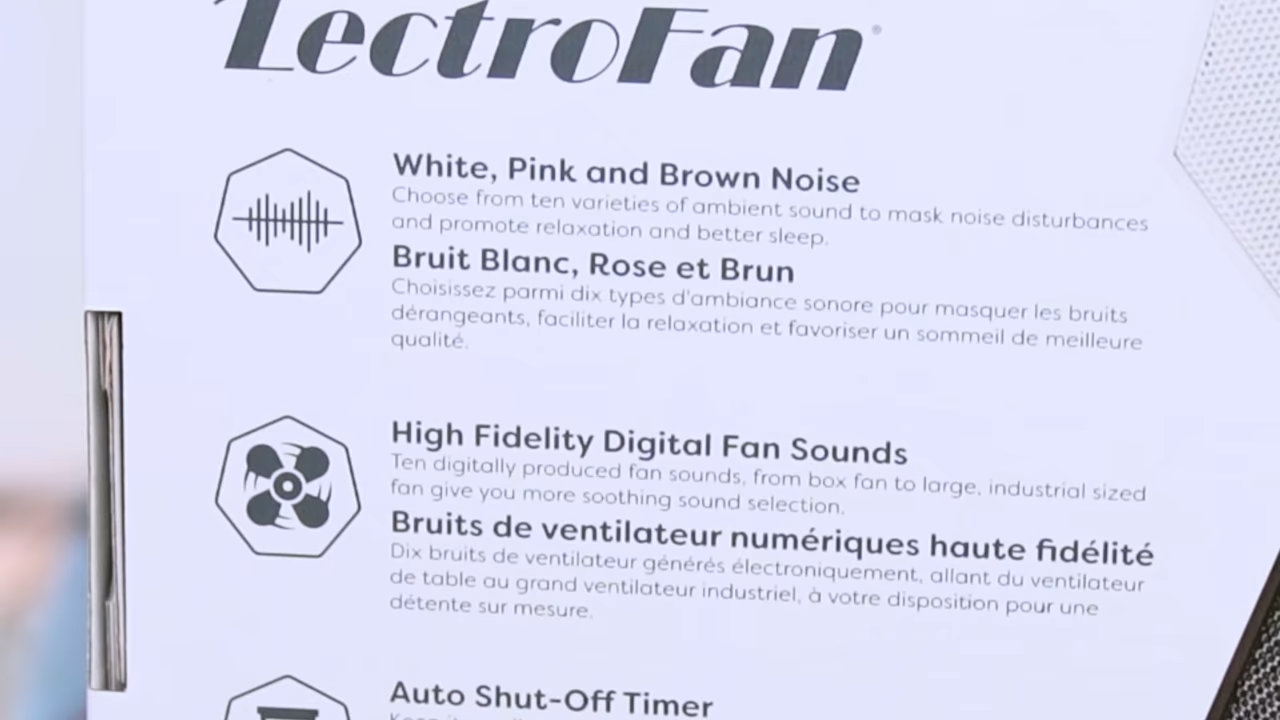 LectroFan®
White, Pink and Brown Noise
Choose from ten varieties of ambient sound to mask noise disturbances
and promote relaxation and better sleep.
Bruit Blanc, Rose et Brun
Choisissez parmi dix types d'ambiance sonore pour masquer les bruits
dérangeants, faciliter la relaxation et favoriser un sommeil de meilleure
qualité.
High Fidelity Digital Fan Sounds
Ten digitally produced fan sounds, from box fan to large, industrial sized
fan give you more soothing sound selection.
Bruits de ventilateur numériques haute fidélité
Dix bruits de ventilateur générés électroniquement, allant du ventilateur
de table au grand ventilateur industriel, à votre disposition pour une
détente sur mesure.
Auto Shut-Off Timer